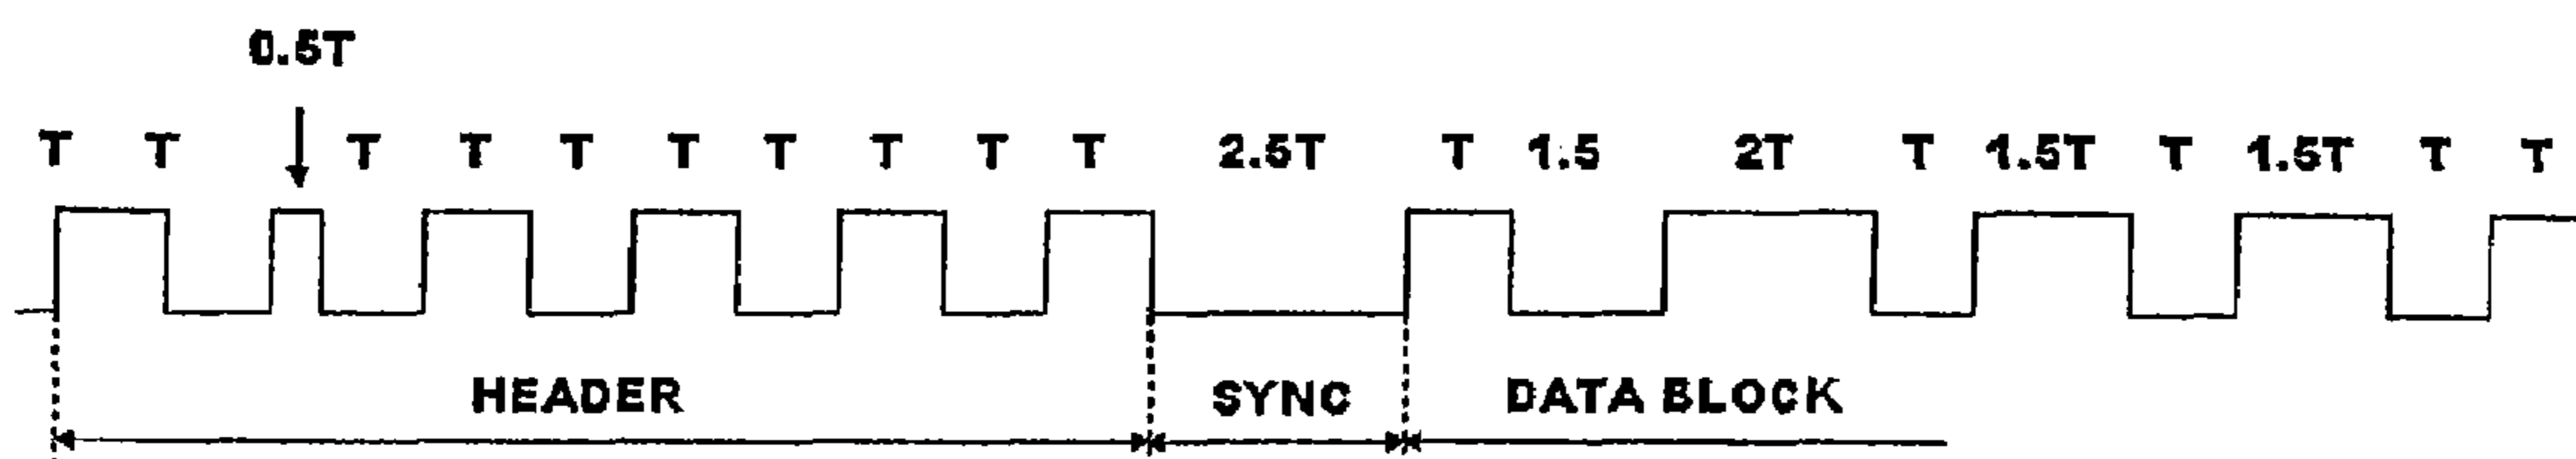 0.5T
T T T T T T T T T T 2.5T T 1.5 2T T 1.5T T 1.5T T T
HEADER SYNC DATA BLOCK